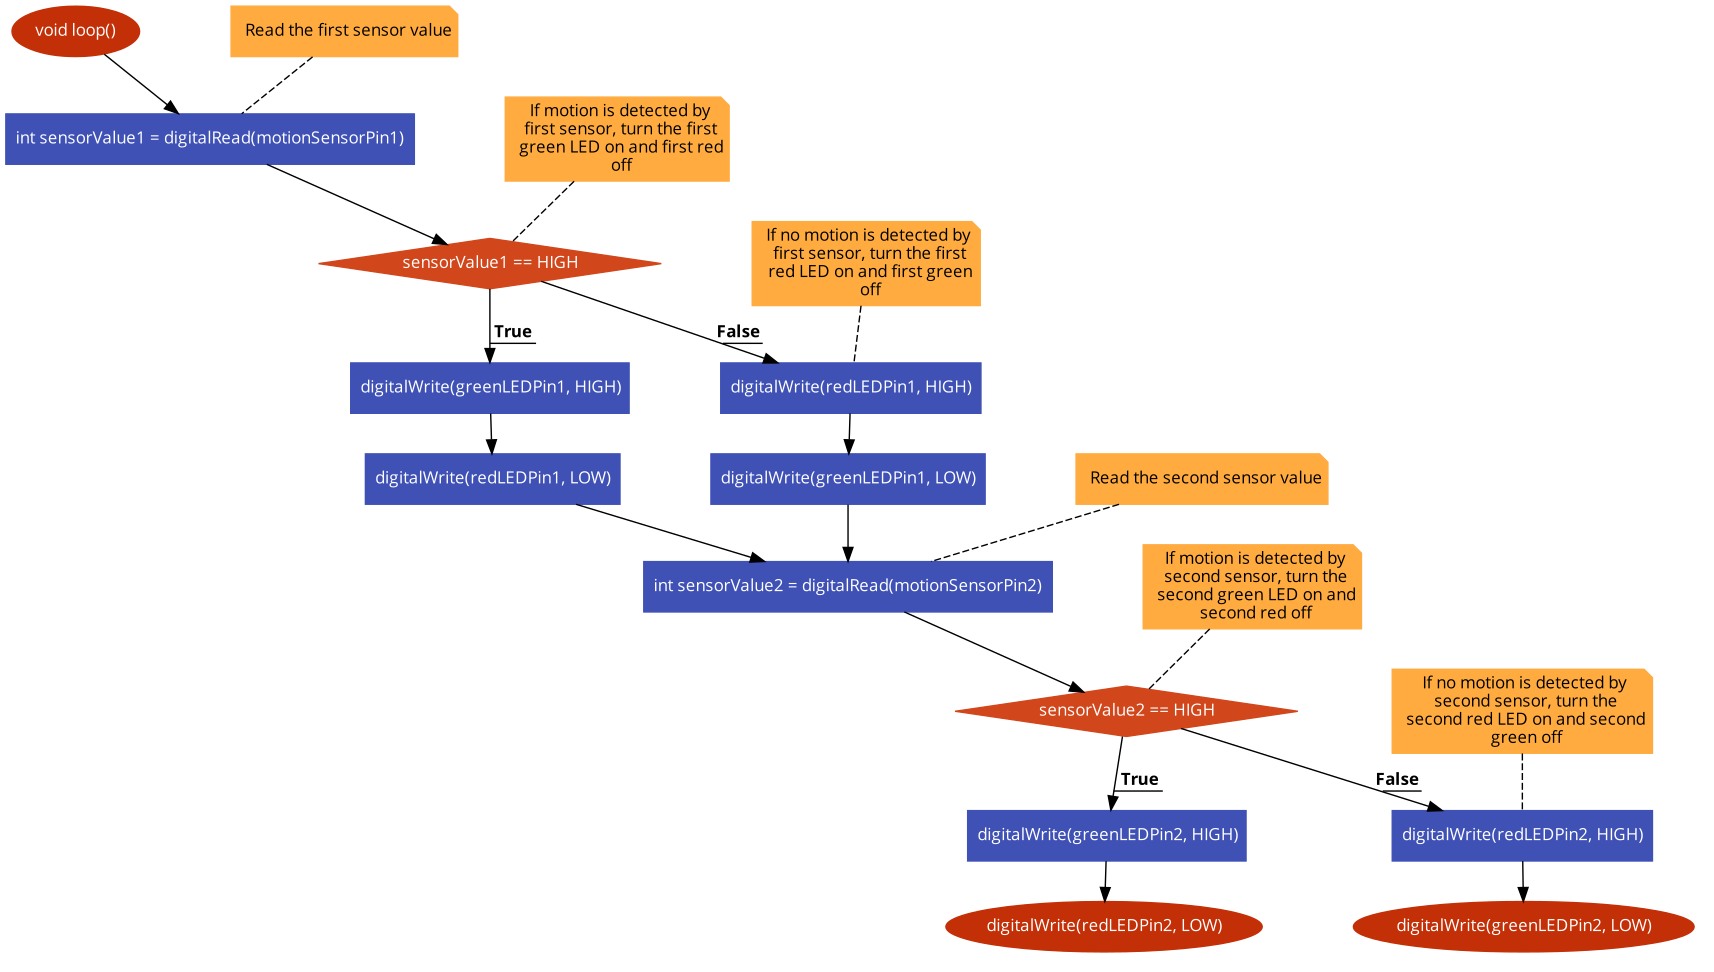 void loop()
Read the first sensor value
int sensorValue1 = digitalRead(motionSensorPin1)
If motion is detected by
first sensor, turn the first
green LED on and first red
off
sensorValue1 == HIGH
If no motion is detected by
first sensor, turn the first
red LED on and first green
off
True
False
digitalWrite(greenLEDPin1, HIGH)
digitalWrite(redLEDPin1, HIGH)
digitalWrite(redLEDPin1, LOW)
digitalWrite(greenLEDPin1, LOW)
Read the second sensor value
int sensorValue2 = digitalRead(motionSensorPin2)
If motion is detected by
second sensor, turn the
second green LED on and
second red off
sensorValue2 == HIGH
If no motion is detected by
second sensor, turn the
second red LED on and second
green off
True
False
digitalWrite(greenLEDPin2, HIGH)
digitalWrite(redLEDPin2, HIGH)
digitalWrite(redLEDPin2, LOW)
digitalWrite(greenLEDPin2, LOW)